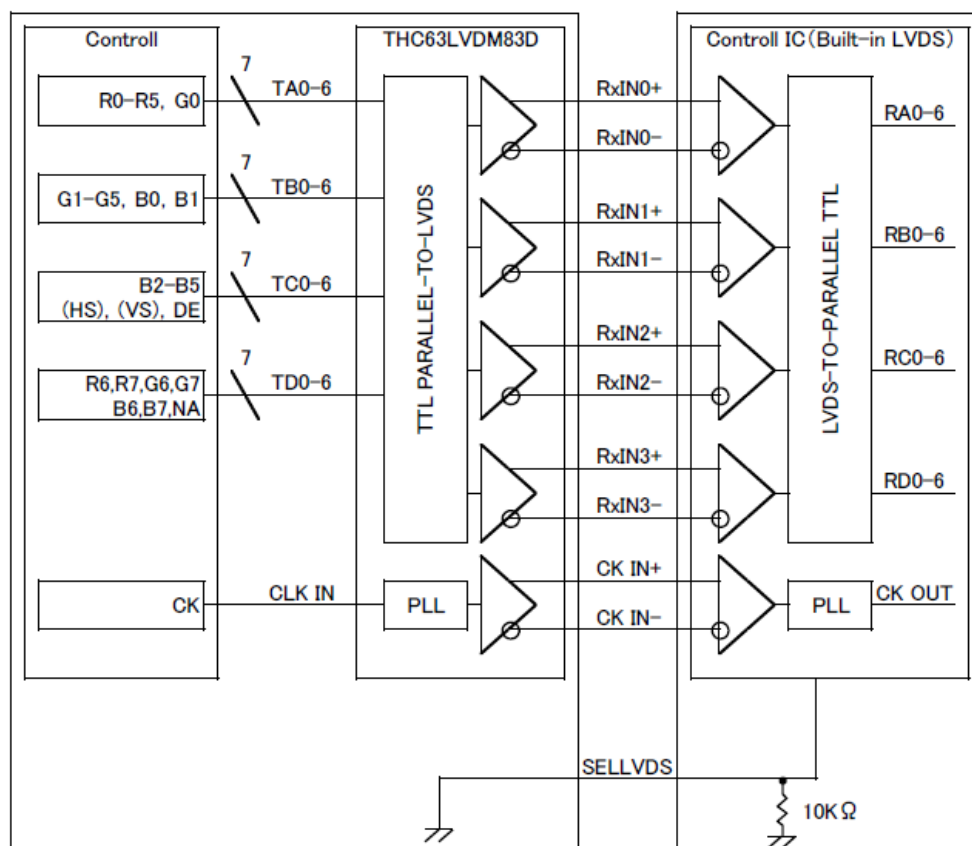 Controll
THC63LVDM83D
Controll IC(Built-in LVDS)
R0-R5, G0
7
TA0-6
RxIN0+
RxIN0-
RA0-6
G1-G5, B0, B1
7
TB0-6
RxIN1+
RxIN1-
RB0-6
B2-B5
(HS), (VS), DE
7
TC0-6
RxIN2+
RxIN2-
RC0-6
R6,R7,G6,G7
B6,B7,NA
7
TD0-6
RxIN3+
RxIN3-
RD0-6
TTL PARALLEL-TO-LVDS
LVDS-TO-PARALLEL TTL
CK
CLK IN
PLL
CK IN+
CK IN-
PLL
CK OUT
SELLVDS
10KΩ